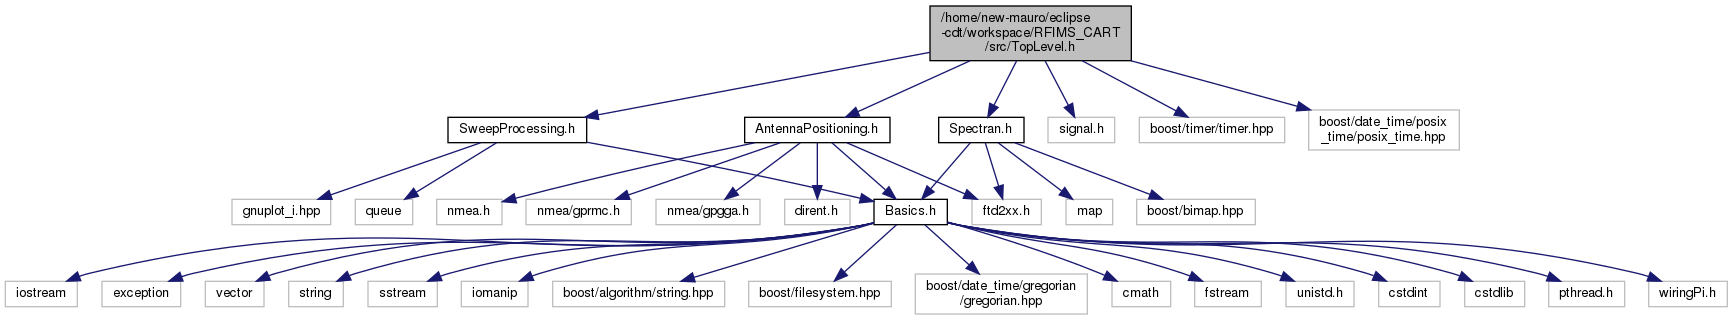 /home/new-mauro/eclipse
-cdt/workspace/RFIMS_CART
/src/TopLevel.h
SweepProcessing.h
AntennaPositioning.h
Spectran.h
signal.h
boost/timer/timer.hpp
boost/date_time/posix
_time/posix_time.hpp
gnuplot_i.hpp
queue
nmea.h
nmea/gprmc.h
nmea/gpgga.h
dirent.h
Basics.h
ftd2xx.h
map
boost/bimap.hpp
iostream
exception
vector
string
sstream
iomanip
boost/algorithm/string.hpp
boost/filesystem.hpp
boost/date_time/gregorian
/gregorian.hpp
cmath
fstream
unistd.h
cstdint
cstdlib
pthread.h
wiringPi.h